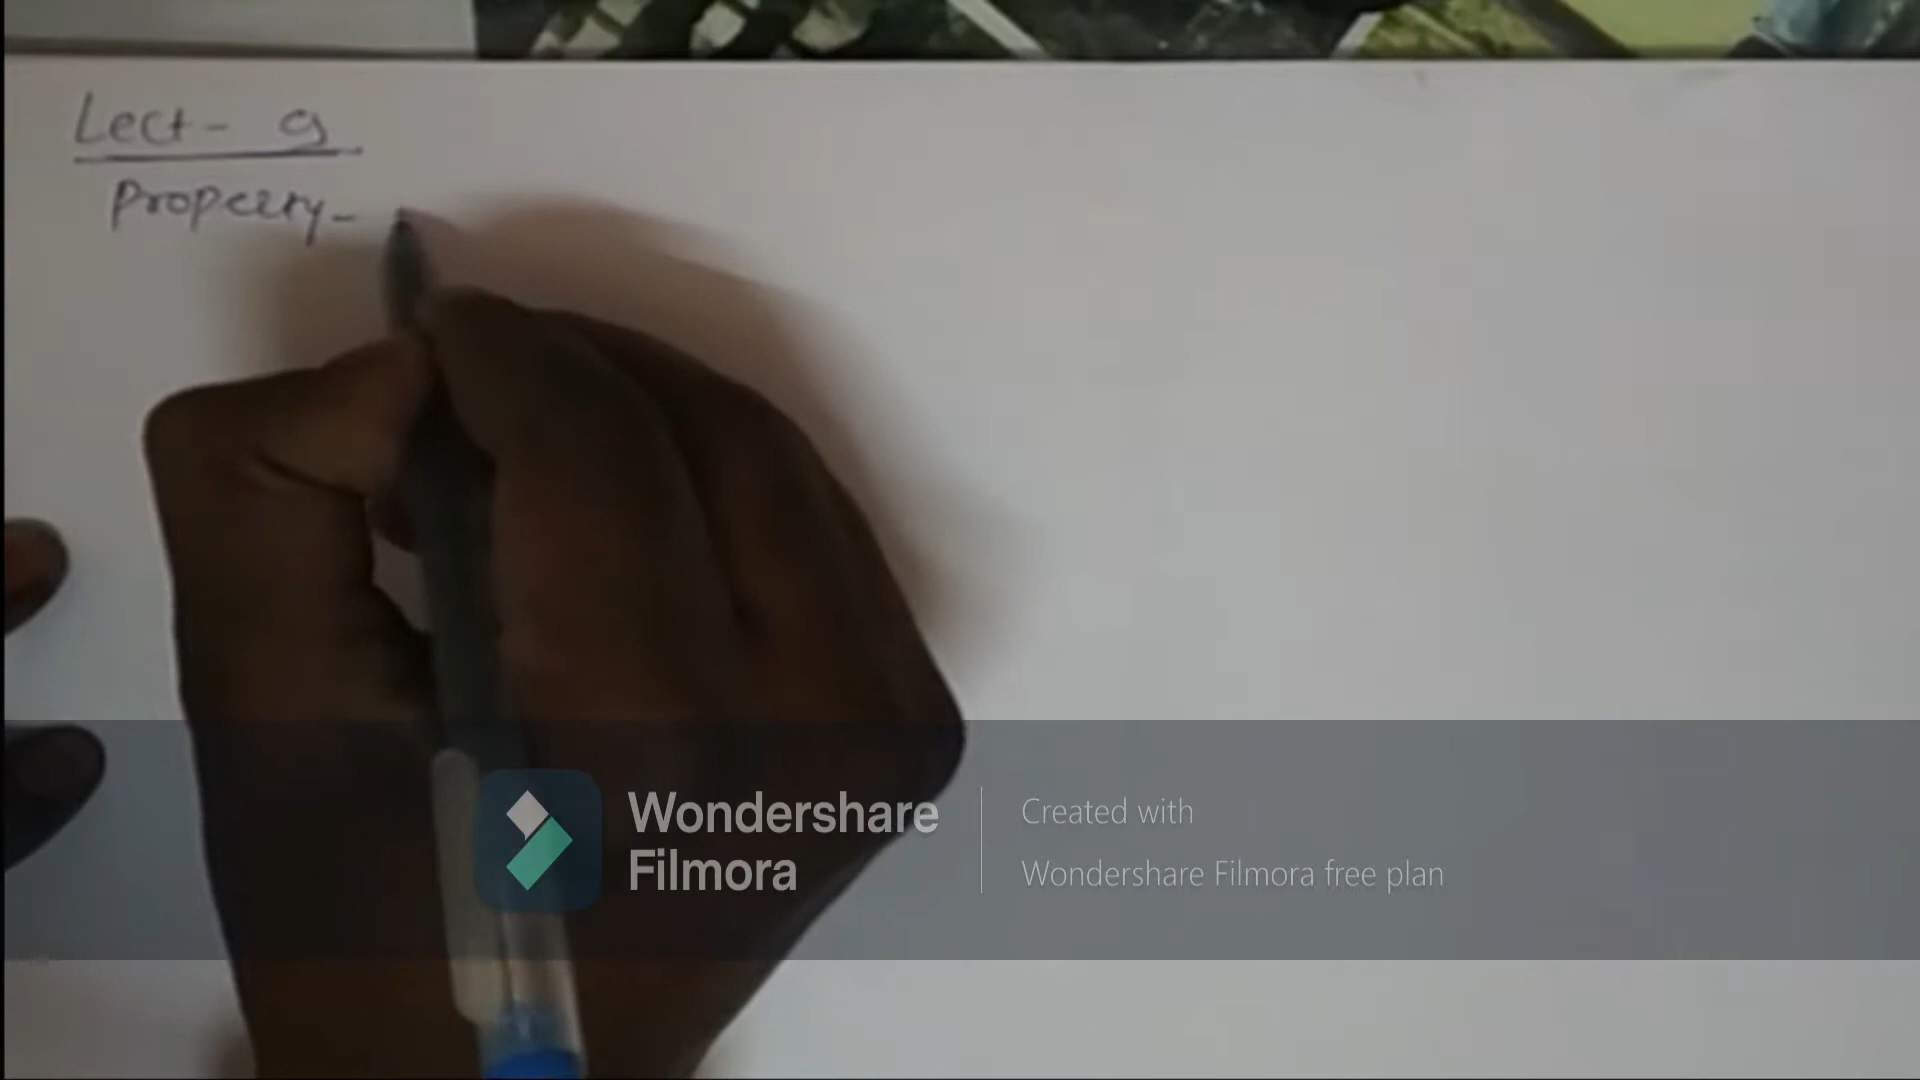 Lect - 9
Property -
Wondershare
Filmora
Created with
Wondershare Filmora free plan